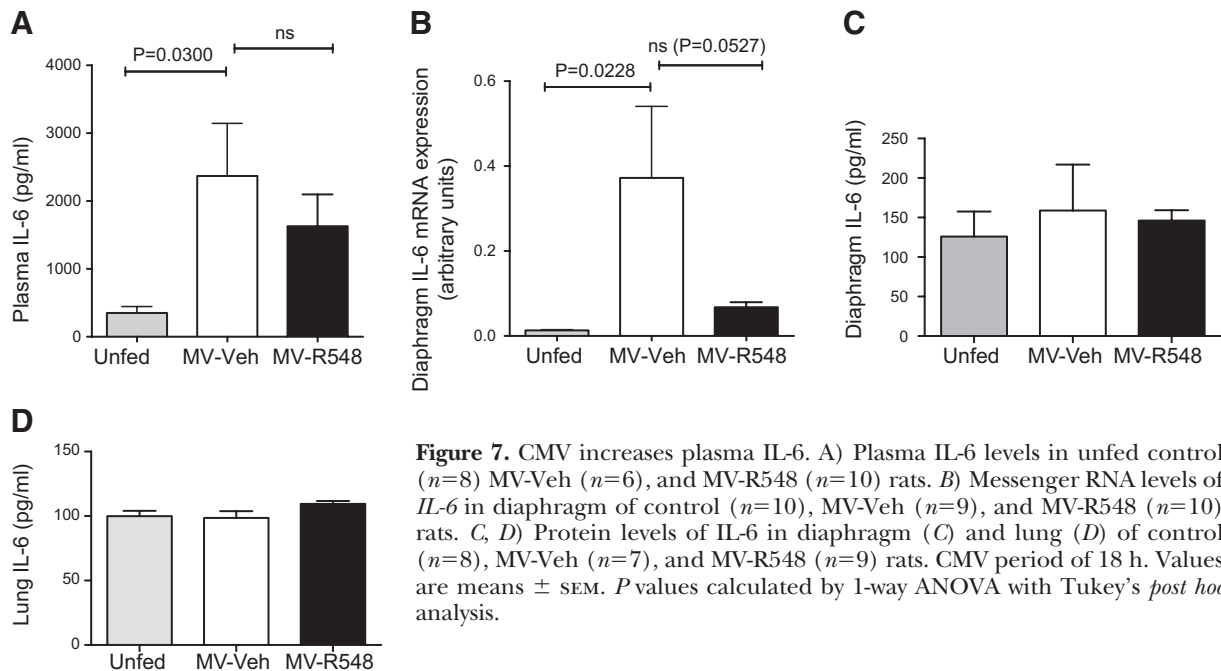 A
P=0.0300
ns
4000
3000
2000
1000
0
Plasma IL-6 (pg/ml)
Unfed MV-Veh MV-R548
B
ns (P=0.0527)
P=0.0228
0.6
0.4
0.2
0.0
Diaphragm IL-6 mRNA expression
(arbitrary units)
Unfed MV-Veh MV-R548
C
250
200
150
100
50
0
Diaphragm IL-6 (pg/ml)
Unfed MV-Veh MV-R548
D
150
100
50
0
Lung IL-6 (pg/ml)
Unfed MV-Veh MV-R548
Figure 7. CMV increases plasma IL-6. A) Plasma IL-6 levels in unfed control
(n=8) MV-Veh (n=6), and MV-R548 (n=10) rats. B) Messenger RNA levels of
IL-6 in diaphragm of control (n=10), MV-Veh (n=9), and MV-R548 (n=10)
rats. C, D) Protein levels of IL-6 in diaphragm (C) and lung (D) of control
(n=8), MV-Veh (n=7), and MV-R548 (n=9) rats. CMV period of 18 h. Values
are means ± SEM. P values calculated by 1-way ANOVA with Tukey's post hoc
analysis.